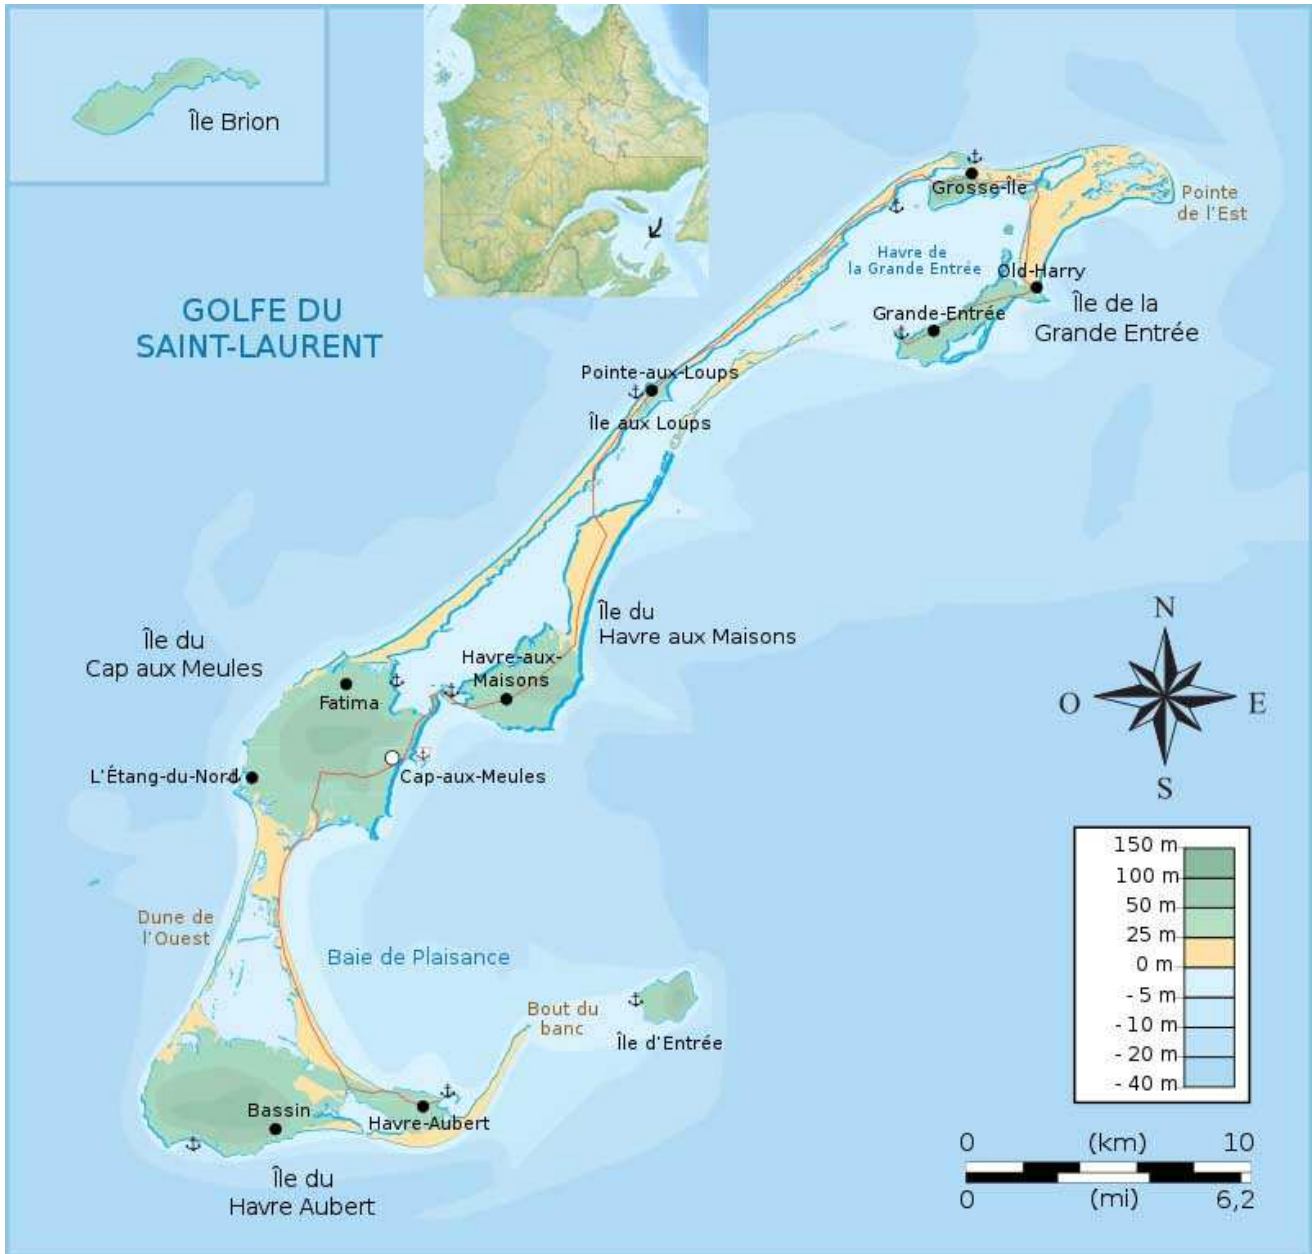 Île Brion
GOLFE DU
SAINT-LAURENT
Grosse-Île
Pointe
de l'Est
Havre de
la Grande Entrée
Old-Harry
Île de la
Grande Entrée
Grande-Entrée
Pointe-aux-Loups
Île aux Loups
Île du
Havre aux Maisons
Île du
Cap aux Meules
Havre-aux-
Maisons
Fatima
L'Étang-du-Nord
Cap-aux-Meules
N
O
E
S
150 m
100 m
50 m
25 m
0 m
- 5 m
- 10 m
- 20 m
- 40 m
Dune de
l'Ouest
Baie de Plaisance
Bout du
banc
Île d'Entrée
Bassin
Havre-Aubert
Île du
Havre Aubert
0 (km) 10
0 (mi) 6,2